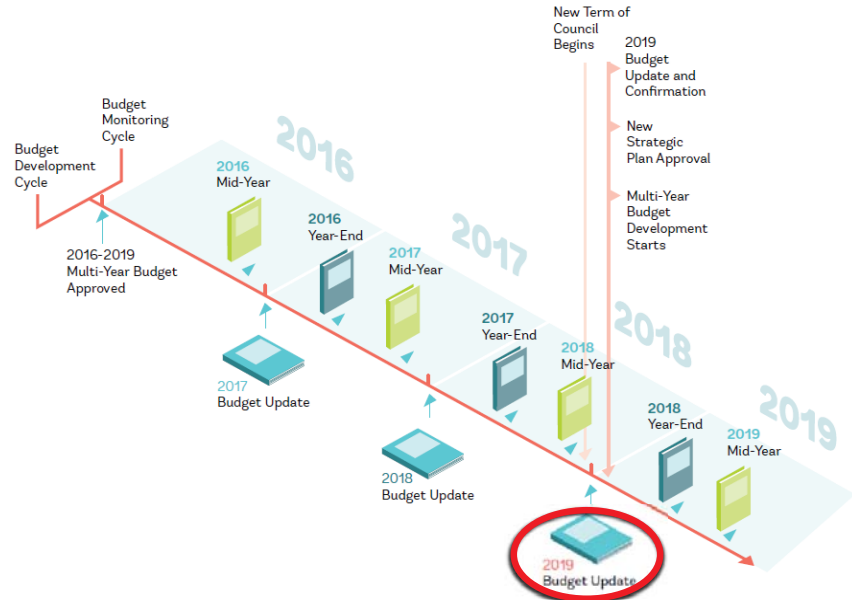 New Term of
Council
Begins
2019
Budget
Update and
Confirmation
New
Strategic
Plan Approval
Multi-Year
Budget
Development
Starts
Budget
Monitoring
Cycle
Budget
Development
Cycle
2016-2019
Multi-Year Budget
Approved
2016
2016
Mid-Year
2016
Year-End
2017
2017
Mid-Year
2017
Budget Update
2017
Year-End
2018
2018
Mid-Year
2018
Budget Update
2018
Year-End
2019
2019
Mid-Year
2019
Budget Update